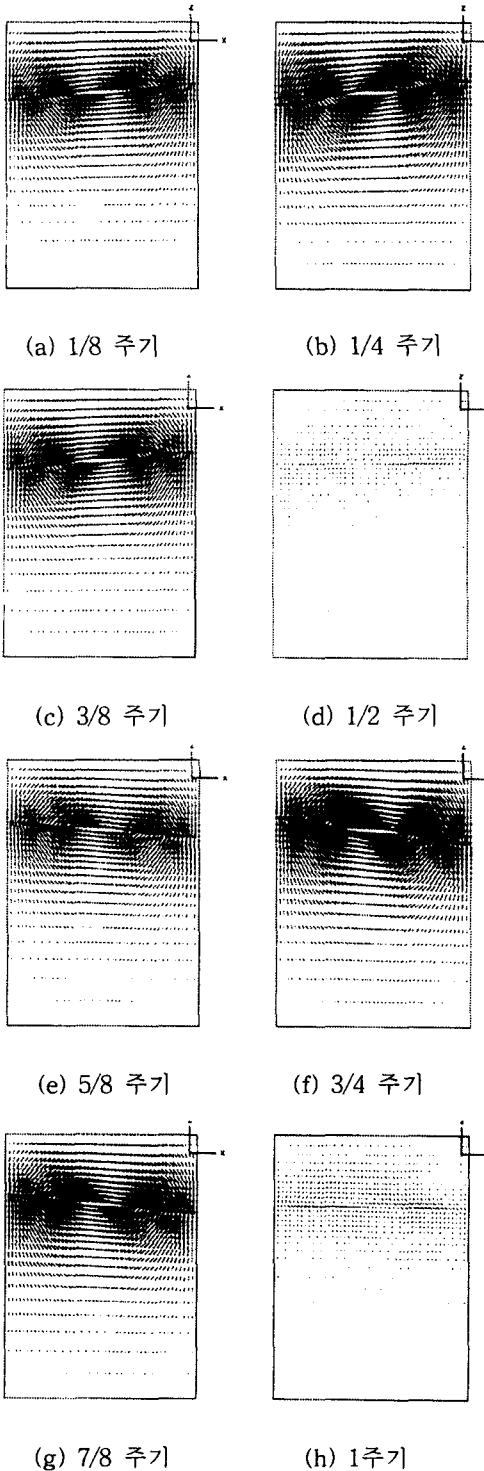 z
x
z
(a) 1/8 주기
(b) 1/4 주기
x
z
(c) 3/8 주기
(d) 1/2 주기
x
(e) 5/8 주기
(f) 3/4 주기
x
(g) 7/8 주기
(h) 1주기